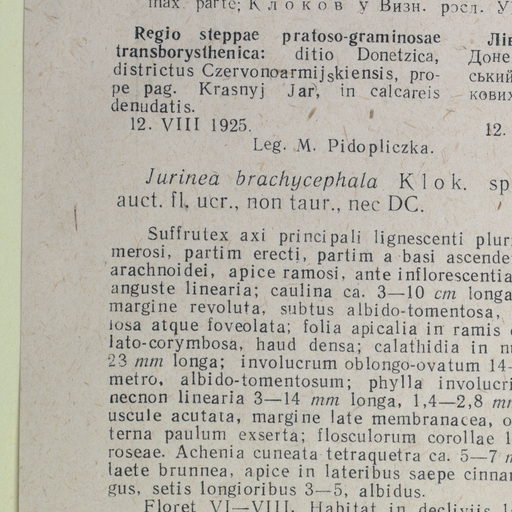 max. parte; Клоков у Визн. росл. У
Regio steppae pratoso-graminosae
transborysthenica: ditio Donetzica,
districtus Czervonoarmijskiensis, pro-
pe pag. Krasnyj Jar, in calcareis
denudatis.
12. VIII 1925.
Leg. M. Pidopliczka.
Лів
Доне
ський
кових
12.
Jurinea brachycephala Klok. sp
auct. fl. ucr., non taur., nec DC.
Suffrutex axi principali lignescenti plur
merosi, partim erecti, partim a basi ascende
arachnoidei, apice ramosi, ante inflorescentia
anguste linearia; caulina ca. 3—10 cm longa
margine revoluta, subtus albido-tomentosa,
losa atque foveolata; folia apicalia in ramis
lato-corymbosa, haud densa; calathidia in
23 mm longa; involucrum oblongo-ovatum 14-
metro, albido-tomentosum; phylla involucri
necnon linearia 3—14 mm longa, 1,4—2,8 mm
uscule acutata, margine late membranacea,
terna paulum exserta; flosculorum corollae
roseae. Achenia cuneata tetraquetra ca. 5—7
laete brunnea, apice in lateribus saepe cinnam
gus, setis longioribus 3—5, albidus.
Floret VI—VIII. Habitat in declivis